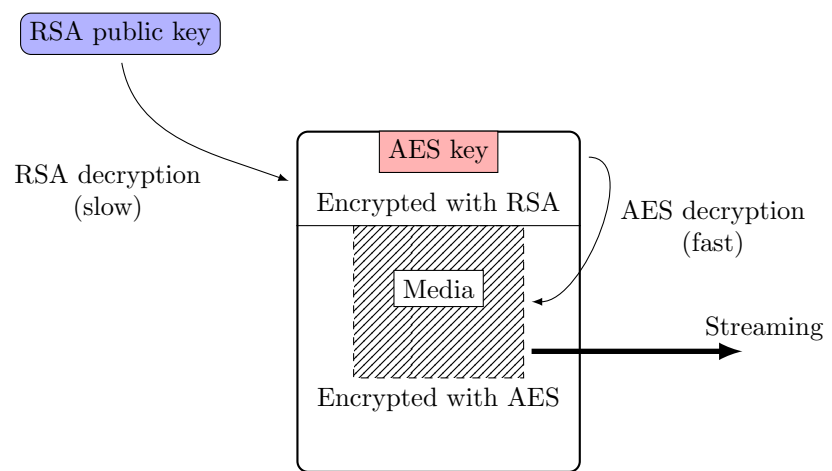 RSA public key
AES key
RSA decryption
(slow)
Encrypted with RSA
AES decryption
(fast)
Media
Streaming
Encrypted with AES